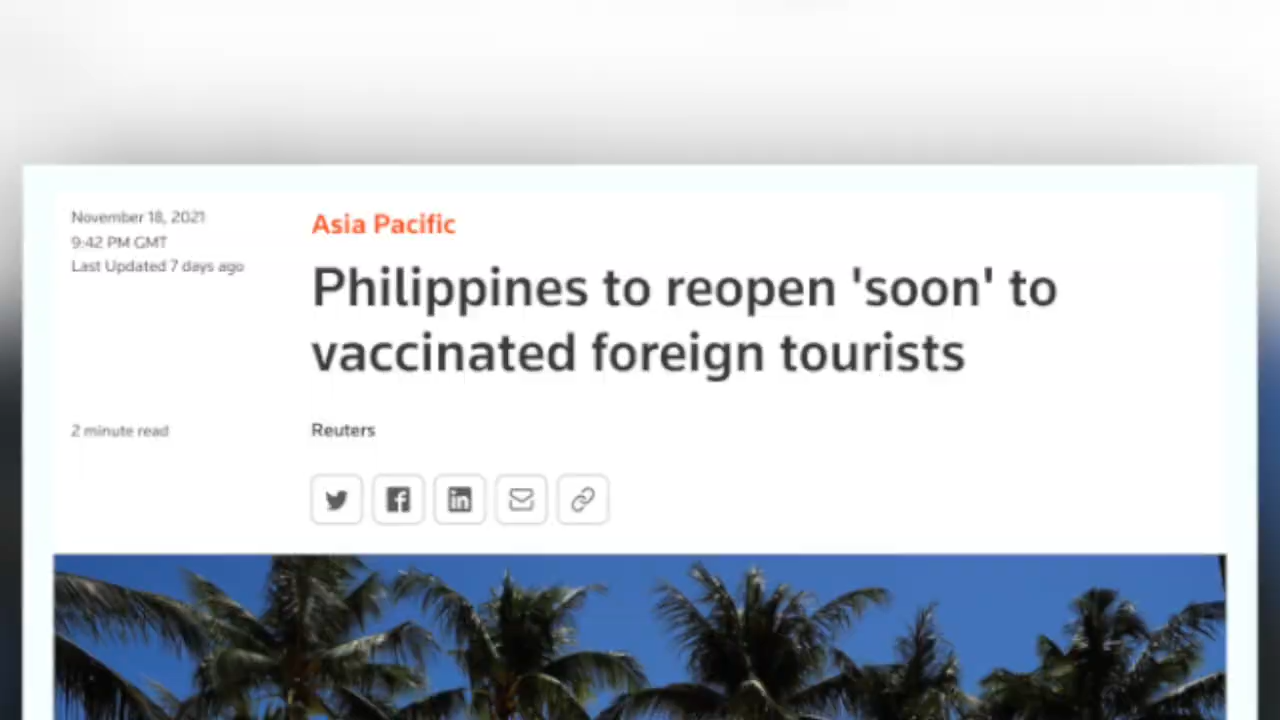 November 18, 2021
9:42 PM GMT
Last Updated 7 days ago
Asia Pacific
Philippines to reopen 'soon' to
vaccinated foreign tourists
2 minute read
Reuters